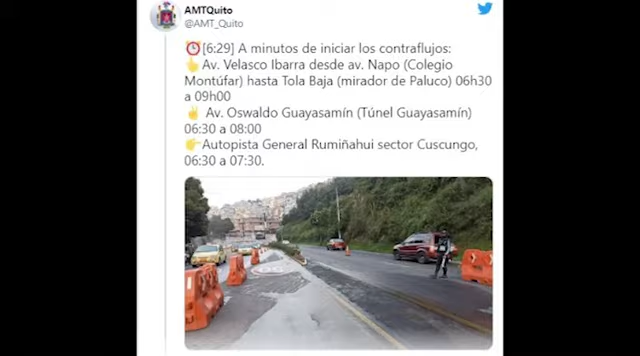 AMTQuito
@AMT_Quito
⏰[6:29] A minutos de iniciar los contraflujos:
👆Av. Velasco Ibarra desde av. Napo (Colegio
Montúfar) hasta Tola Baja (mirador de Paluco) 06h30
a 09h00
✌ Av. Oswaldo Guayasamín (Túnel Guayasamín)
06:30 a 08:00
👉Autopista General Rumiñahui sector Cuscungo,
06:30 a 07:30.